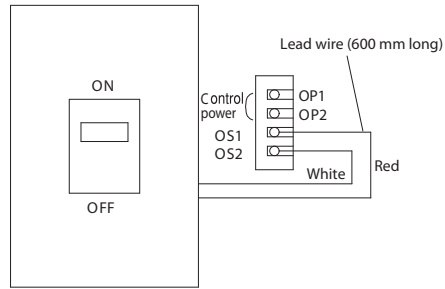 Lead wire (600 mm long)
ON
OFF
Control
power
OP1
OP2
OS1
OS2
White
Red